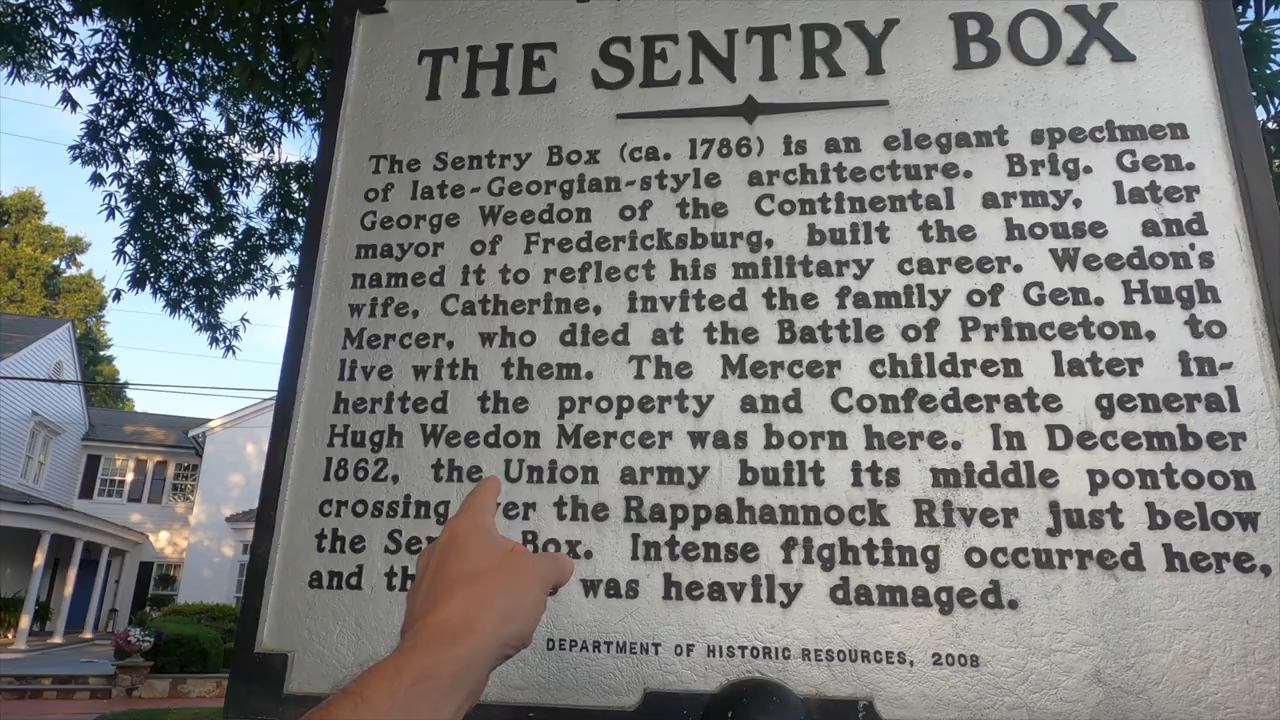 THE SENTRY BOX
The Sentry Box (ca. 1786) is an elegant specimen
of late-Georgian-style architecture. Brig. Gen.
George Weedon of the Continental army, later
mayor of Fredericksburg, built the house and
named it to reflect his military career. Weedon's
wife, Catherine, invited the family of Gen. Hugh
Mercer, who died at the Battle of Princeton, to
live with them. The Mercer children later in-
herited the property and Confederate general
Hugh Weedon Mercer was born here. In December
1862, the Union army built its middle pontoon
crossing the Rappahannock River just below
the Box. Intense fighting occurred here,
and was heavily damaged.
DEPARTMENT OF HISTORIC RESOURCES, 2008